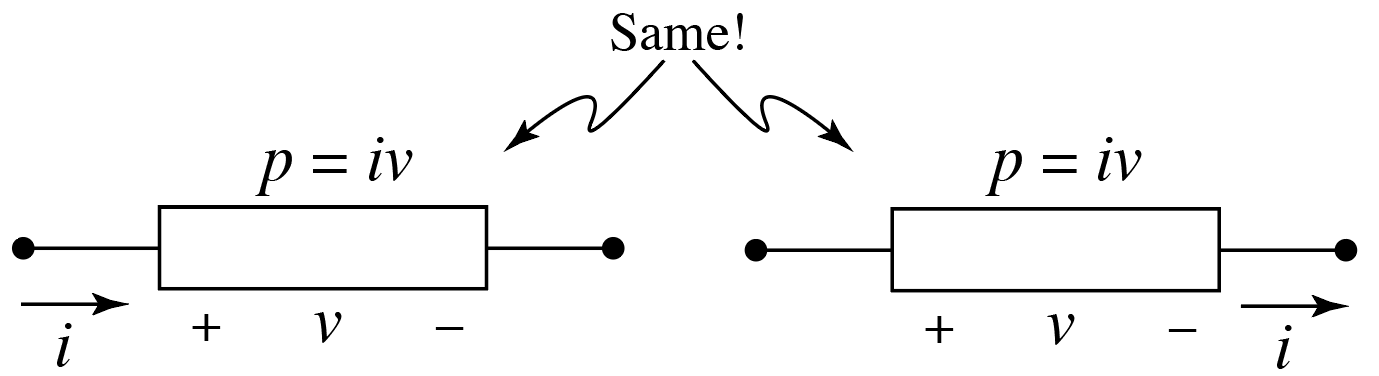 Same!
p = iv
p = iv
i
+ v −
+ v −
i